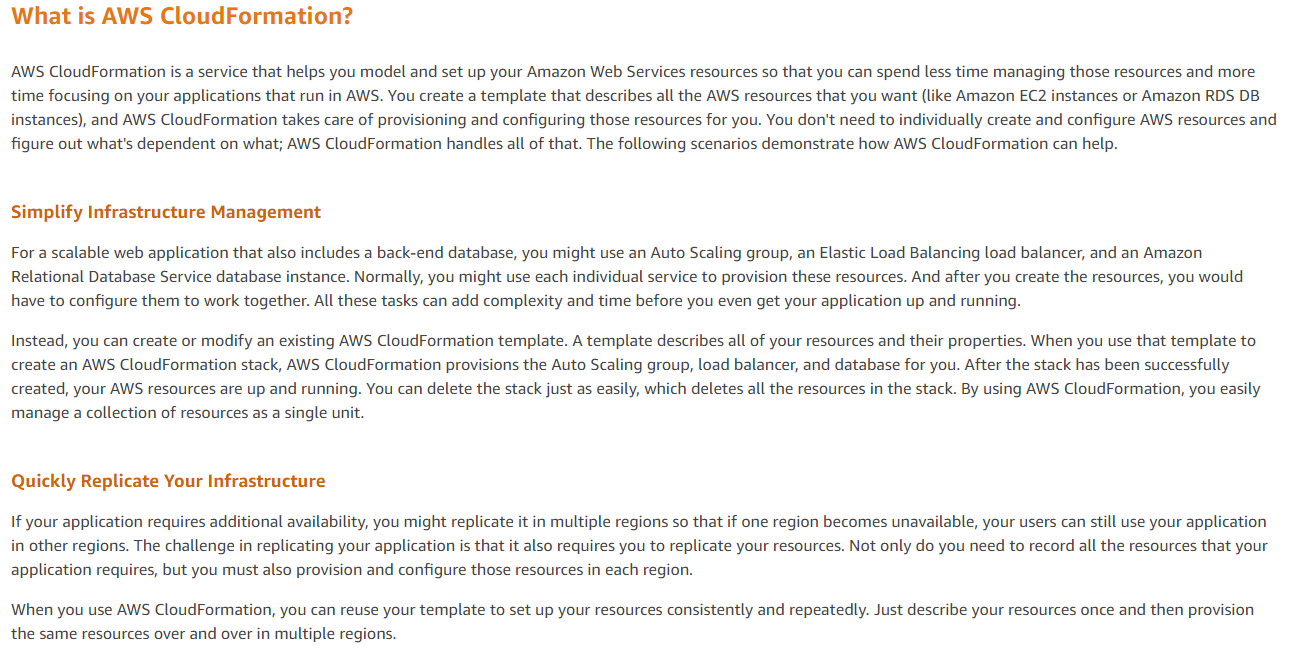 What is AWS CloudFormation?
AWS CloudFormation is a service that helps you model and set up your Amazon Web Services resources so that you can spend less time managing those resources and more
time focusing on your applications that run in AWS. You create a template that describes all the AWS resources that you want (like Amazon EC2 instances or Amazon RDS DB
instances), and AWS CloudFormation takes care of provisioning and configuring those resources for you. You don't need to individually create and configure AWS resources and
figure out what's dependent on what; AWS CloudFormation handles all of that. The following scenarios demonstrate how AWS CloudFormation can help.
Simplify Infrastructure Management
For a scalable web application that also includes a back-end database, you might use an Auto Scaling group, an Elastic Load Balancing load balancer, and an Amazon
Relational Database Service database instance. Normally, you might use each individual service to provision these resources. And after you create the resources, you would
have to configure them to work together. All these tasks can add complexity and time before you even get your application up and running.
Instead, you can create or modify an existing AWS CloudFormation template. A template describes all of your resources and their properties. When you use that template to
create an AWS CloudFormation stack, AWS CloudFormation provisions the Auto Scaling group, load balancer, and database for you. After the stack has been successfully
created, your AWS resources are up and running. You can delete the stack just as easily, which deletes all the resources in the stack. By using AWS CloudFormation, you easily
manage a collection of resources as a single unit.
Quickly Replicate Your Infrastructure
If your application requires additional availability, you might replicate it in multiple regions so that if one region becomes unavailable, your users can still use your application
in other regions. The challenge in replicating your application is that it also requires you to replicate your resources. Not only do you need to record all the resources that your
application requires, but you must also provision and configure those resources in each region.
When you use AWS CloudFormation, you can reuse your template to set up your resources consistently and repeatedly. Just describe your resources once and then provision
the same resources over and over in multiple regions.